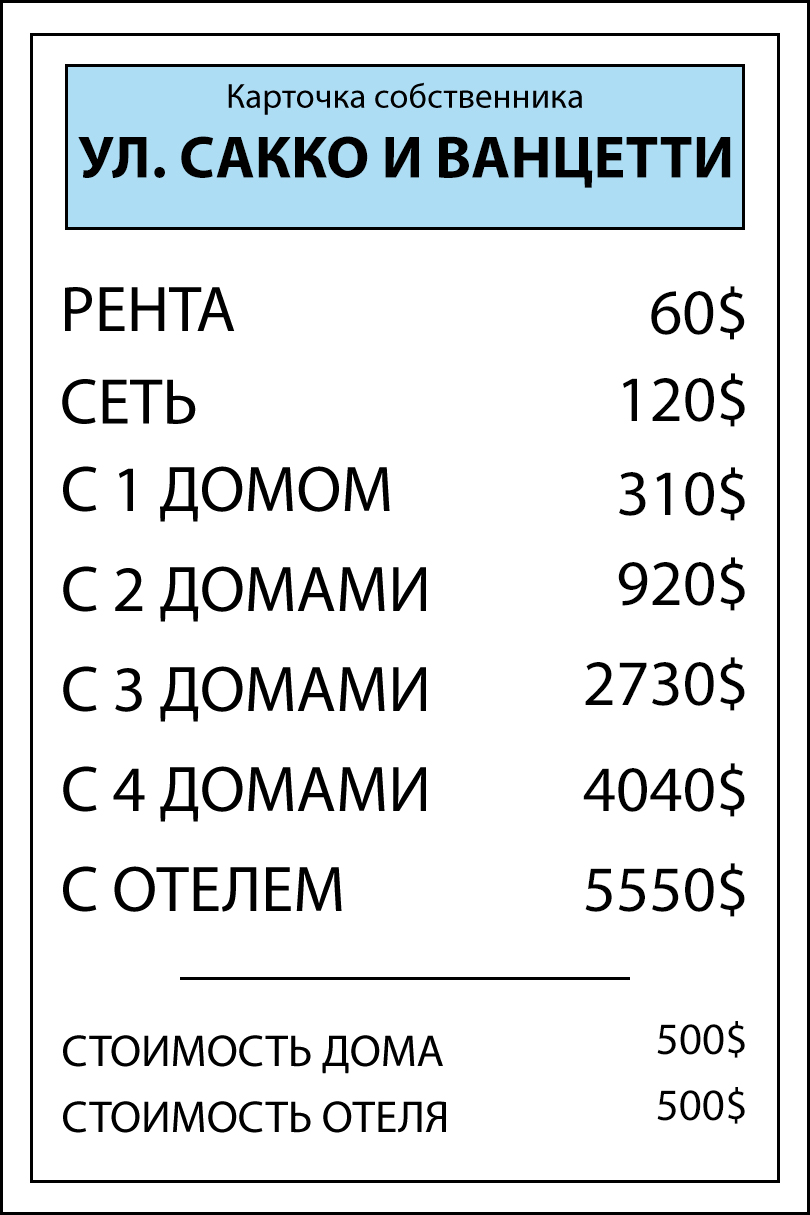 Карточка собственника
УЛ. САККО И ВАНЦЕТТИ
РЕНТА 60$
СЕТЬ 120$
С 1 ДОМОМ 310$
С 2 ДОМАМИ 920$
С 3 ДОМАМИ 2730$
С 4 ДОМАМИ 4040$
С ОТЕЛЕМ 5550$
СТОИМОСТЬ ДОМА 500$
СТОИМОСТЬ ОТЕЛЯ 500$